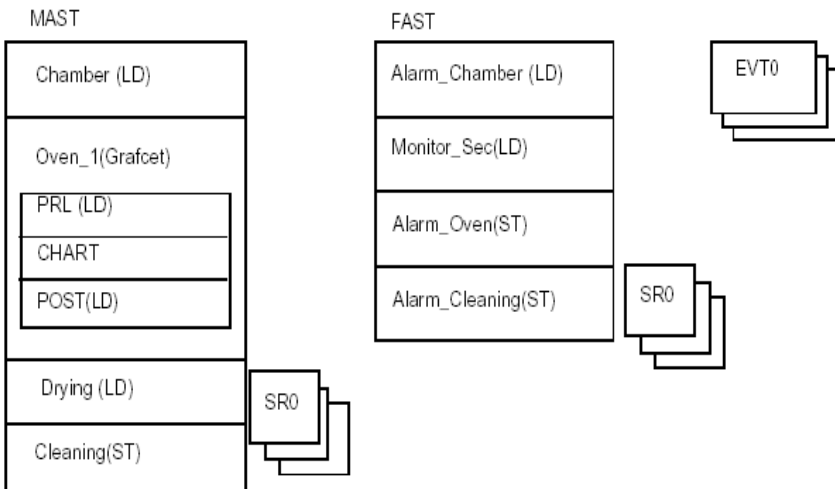 MAST
Chamber (LD)
Oven_1(Grafcet)
PRL (LD)
CHART
POST(LD)
Drying (LD)
Cleaning(ST)
SR0
FAST
Alarm_Chamber (LD)
Monitor_Sec(LD)
Alarm_Oven(ST)
Alarm_Cleaning(ST)
SR0
EVT0